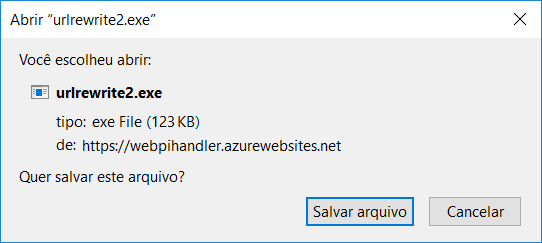 Abrir “urlrewrite2.exe”
Você escolheu abrir:
urlrewrite2.exe
tipo: exe File (123 KB)
de: https://webpihandler.azurewebsites.net
Quer salvar este arquivo?
Salvar arquivo Cancelar